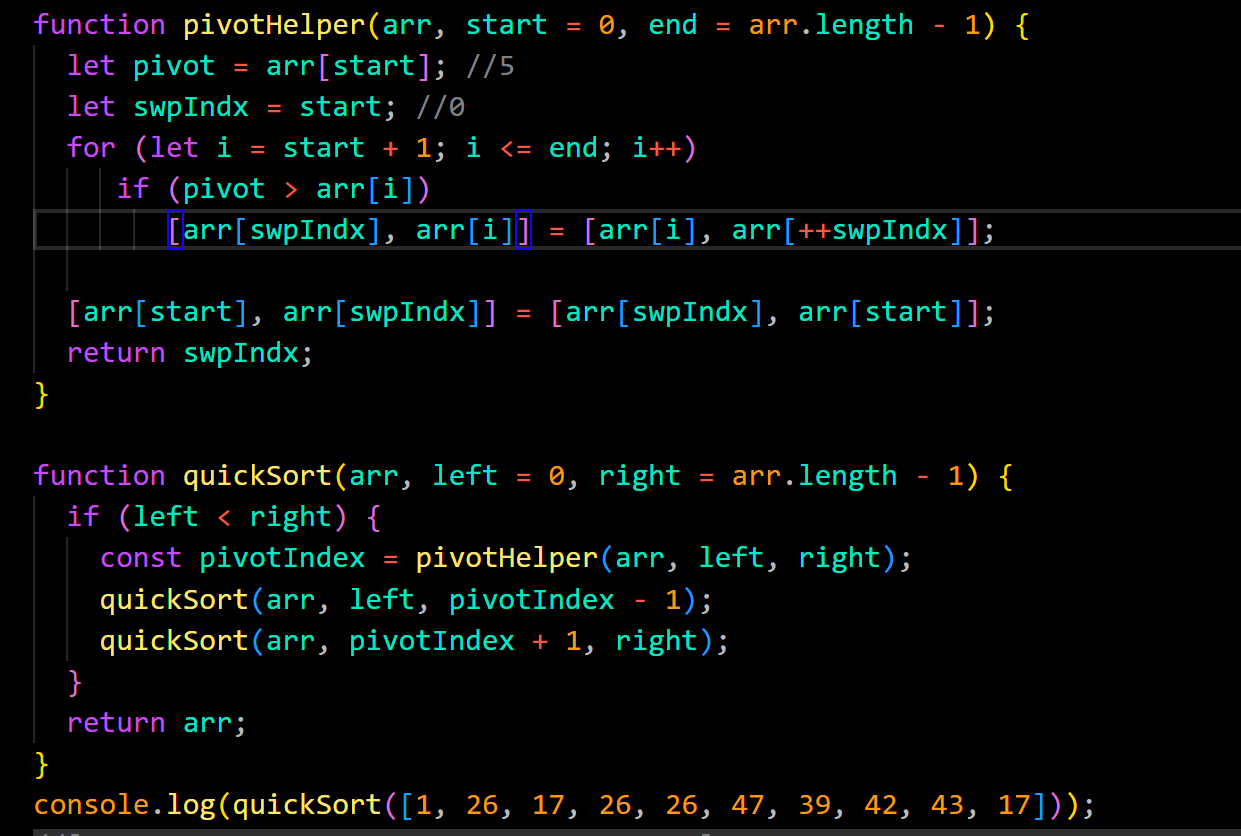 function pivotHelper(arr, start = 0, end = arr.length - 1) {
  let pivot = arr[start]; //5
  let swpIndx = start; //0
  for (let i = start + 1; i <= end; i++)
     if (pivot > arr[i])
        [arr[swpIndx], arr[i]] = [arr[i], arr[++swpIndx]];

  [arr[start], arr[swpIndx]] = [arr[swpIndx], arr[start]];
  return swpIndx;
}

function quickSort(arr, left = 0, right = arr.length - 1) {
  if (left < right) {
    const pivotIndex = pivotHelper(arr, left, right);
    quickSort(arr, left, pivotIndex - 1);
    quickSort(arr, pivotIndex + 1, right);
  }
  return arr;
}
console.log(quickSort([1, 26, 17, 26, 26, 47, 39, 42, 43, 17]));